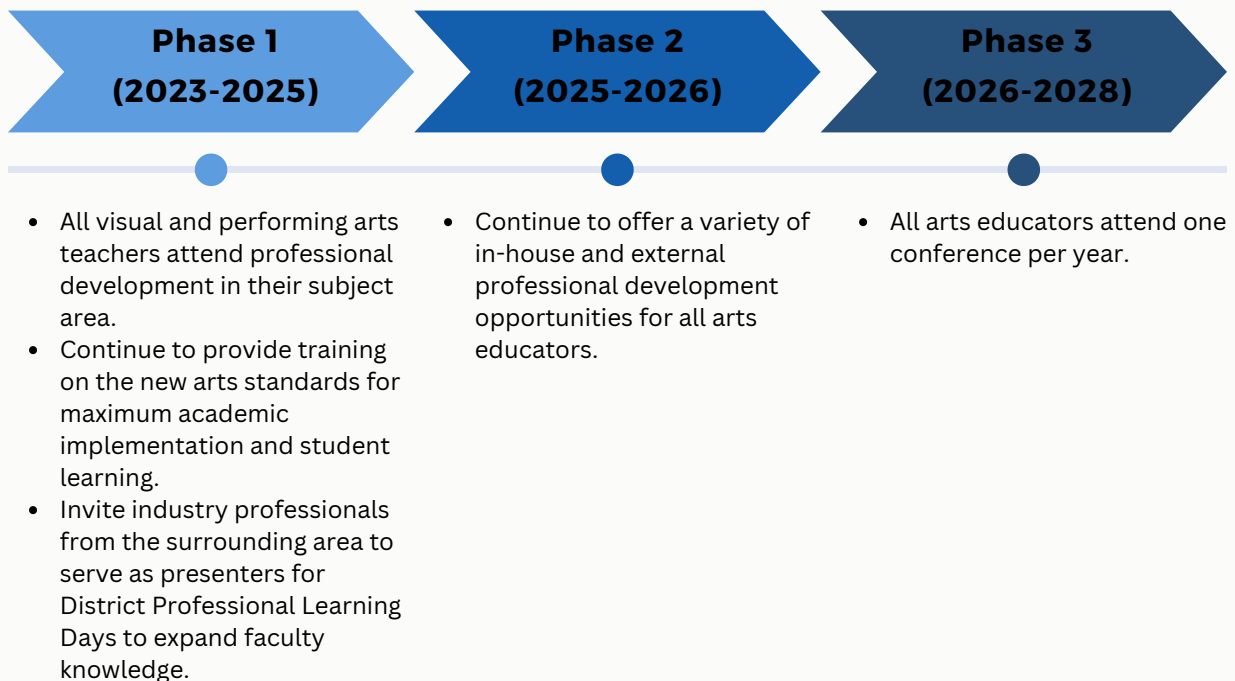 Phase 1
(2023-2025)
Phase 2
(2025-2026)
Phase 3
(2026-2028)
• All visual and performing arts
teachers attend professional
development in their subject
area.
• Continue to provide training
on the new arts standards for
maximum academic
implementation and student
learning.
• Invite industry professionals
from the surrounding area to
serve as presenters for
District Professional Learning
Days to expand faculty
knowledge.
• Continue to offer a variety of
in-house and external
professional development
opportunities for all arts
educators.
• All arts educators attend one
conference per year.